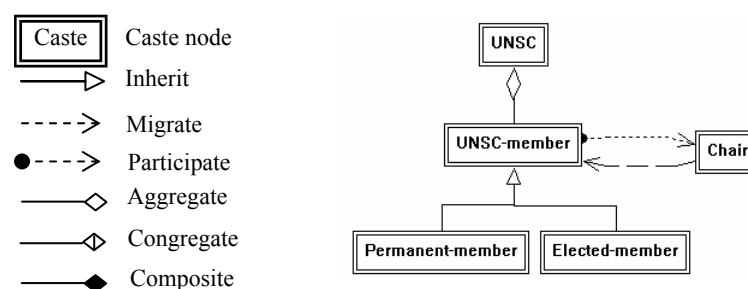 Caste
Caste node
Inherit
Migrate
Participate
Aggregate
Congregate
Composite
UNSC
UNSC-member
Chair
Permanent-member
Elected-member